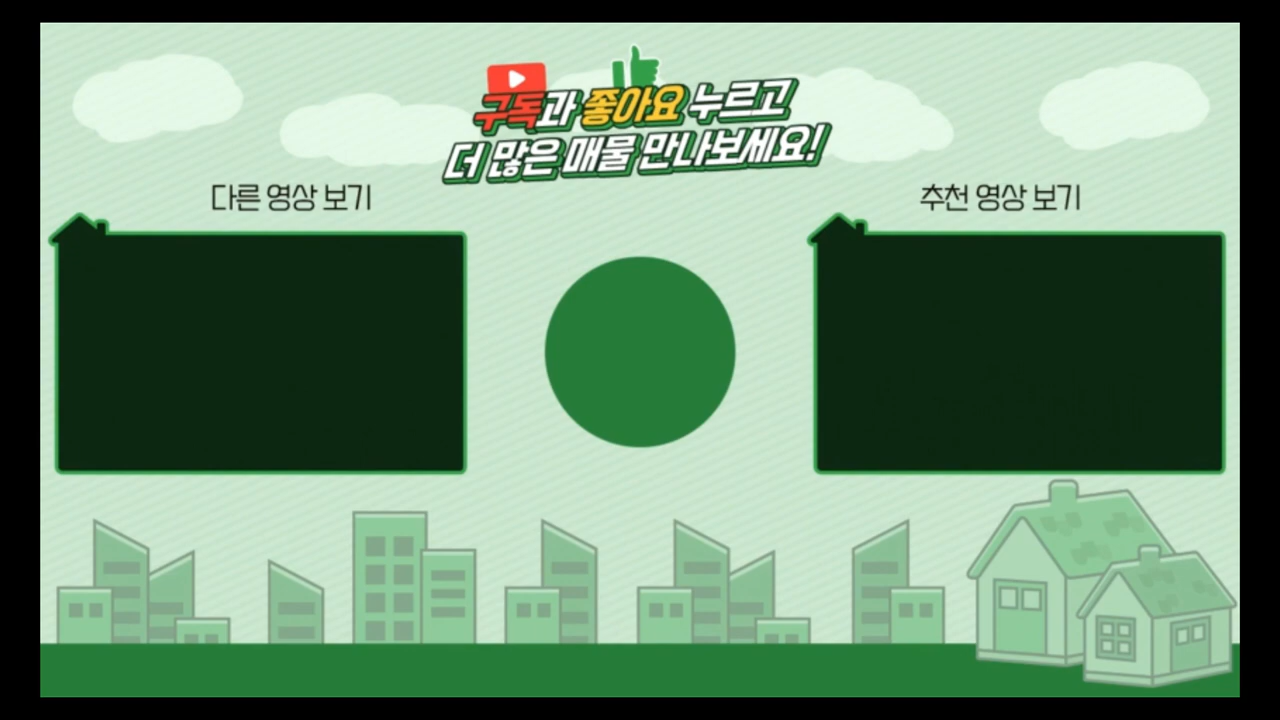 구독과 좋아요 누르고
더 많은 매물 만나보세요!
다른 영상 보기
추천 영상 보기